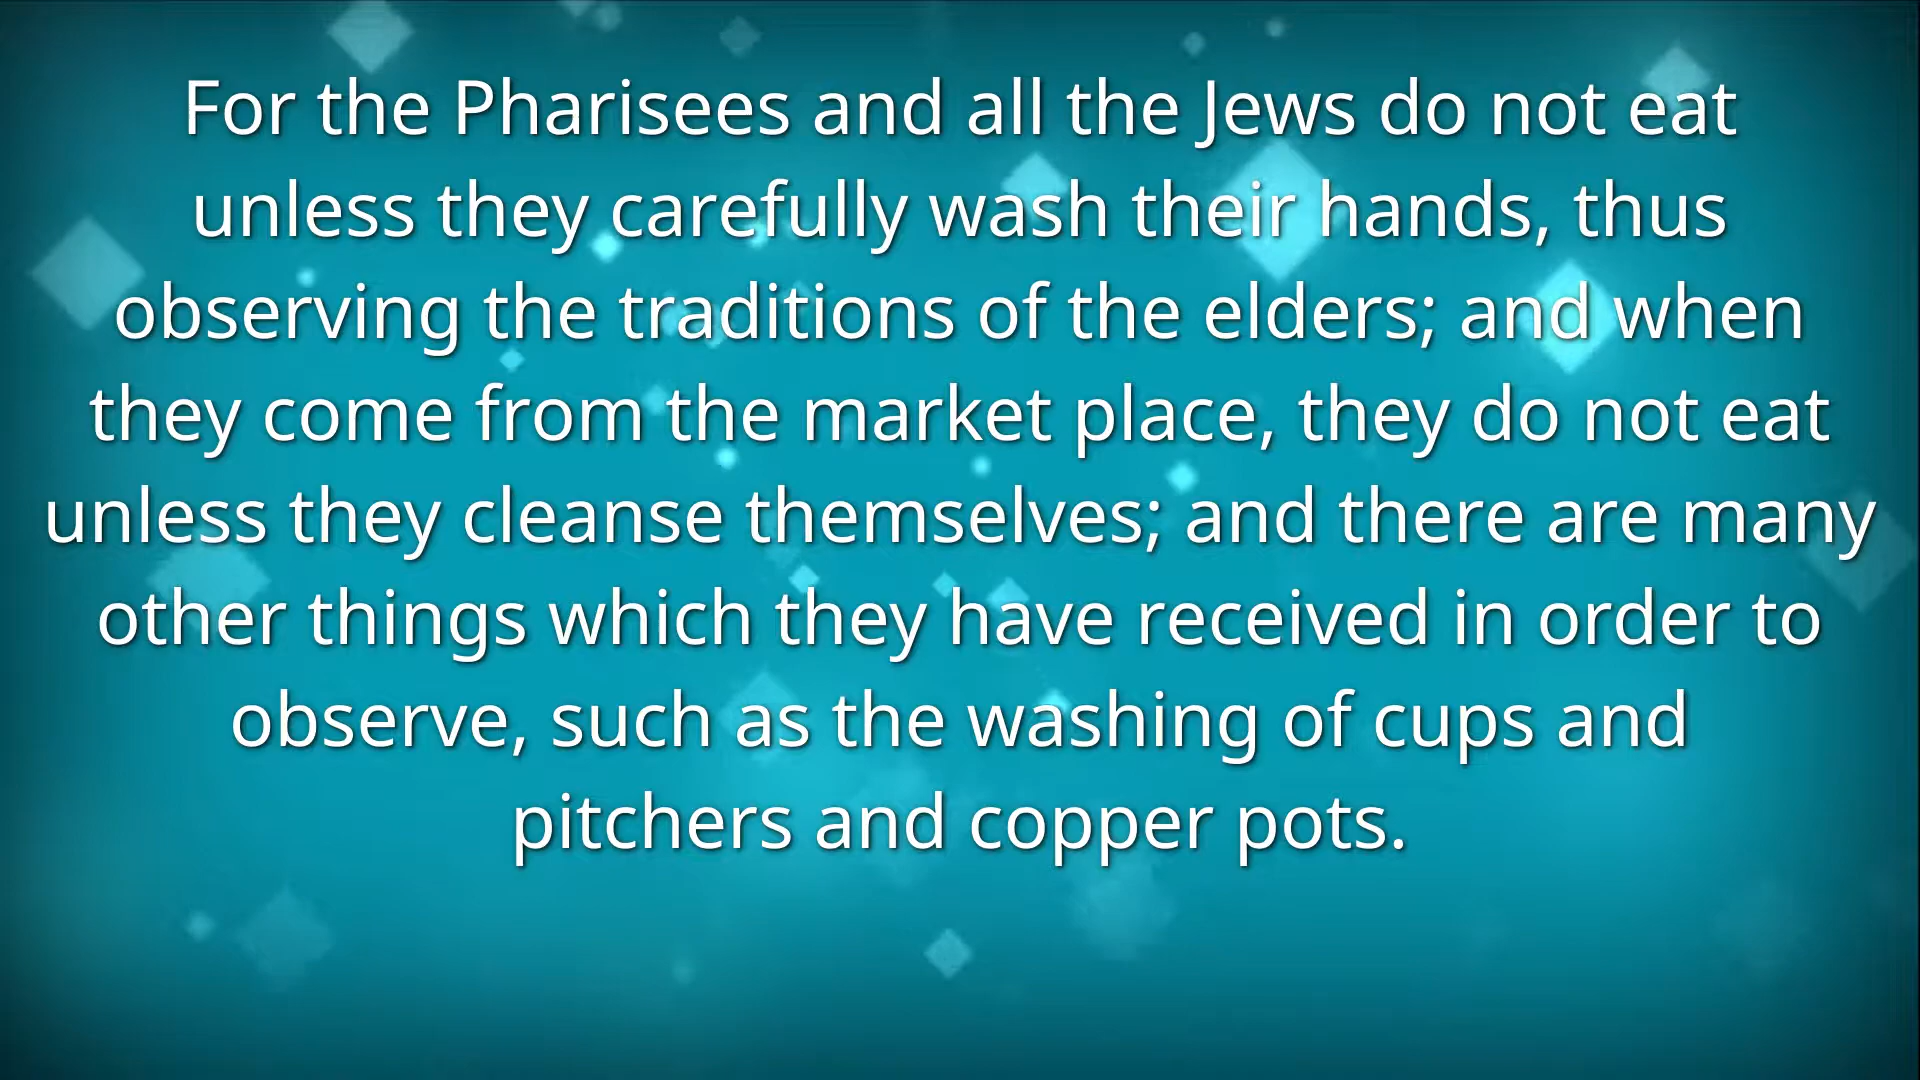 For the Pharisees and all the Jews do not eat
unless they carefully wash their hands, thus
observing the traditions of the elders; and when
they come from the market place, they do not eat
unless they cleanse themselves; and there are many
other things which they have received in order to
observe, such as the washing of cups and
pitchers and copper pots.